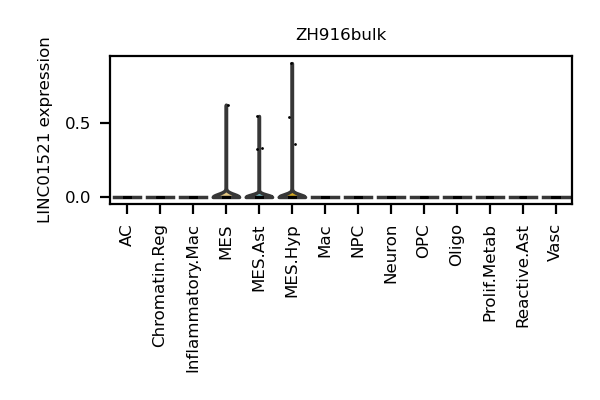 ZH916bulk
LINC01521 expression
0.5
0.0
AC
Chromatin.Reg
Inflammatory.Mac
MES
MES.Ast
MES.Hyp
Mac
NPC
Neuron
OPC
Oligo
Prolif.Metab
Reactive.Ast
Vasc